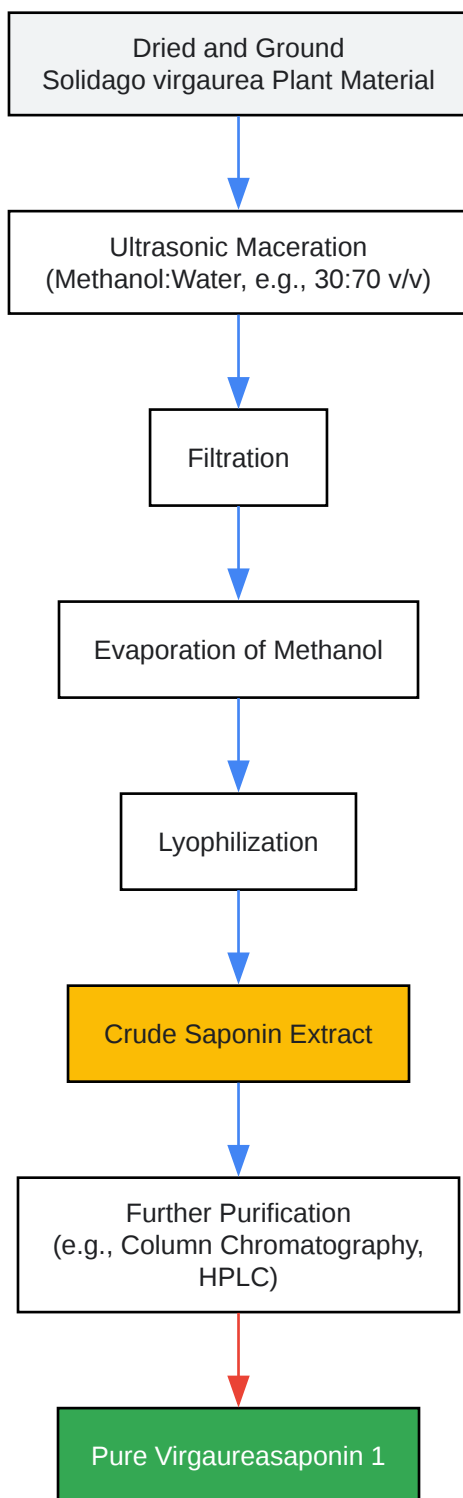 Dried and Ground
Solidago virgaurea Plant Material
Ultrasonic Maceration
(Methanol:Water, e.g., 30:70 v/v)
Filtration
Evaporation of Methanol
Lyophilization
Crude Saponin Extract
Further Purification
(e.g., Column Chromatography,
HPLC)
Pure Virgaureasaponin 1